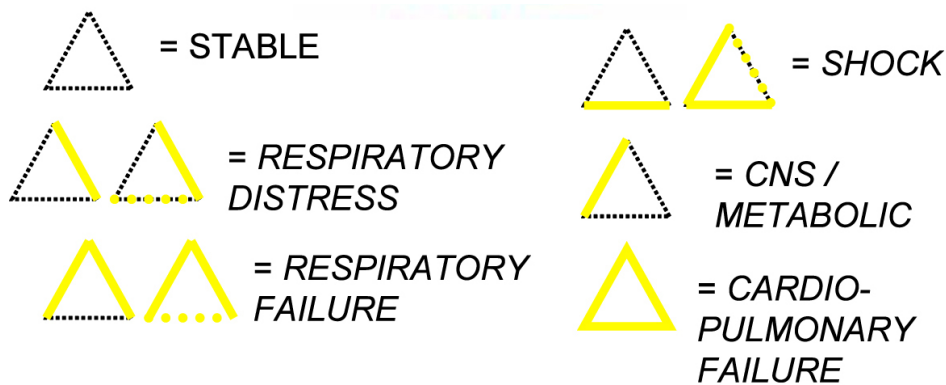 = STABLE
= RESPIRATORY
DISTRESS
= RESPIRATORY
FAILURE
= SHOCK
= CNS /
METABOLIC
= CARDIO-
PULMONARY
FAILURE